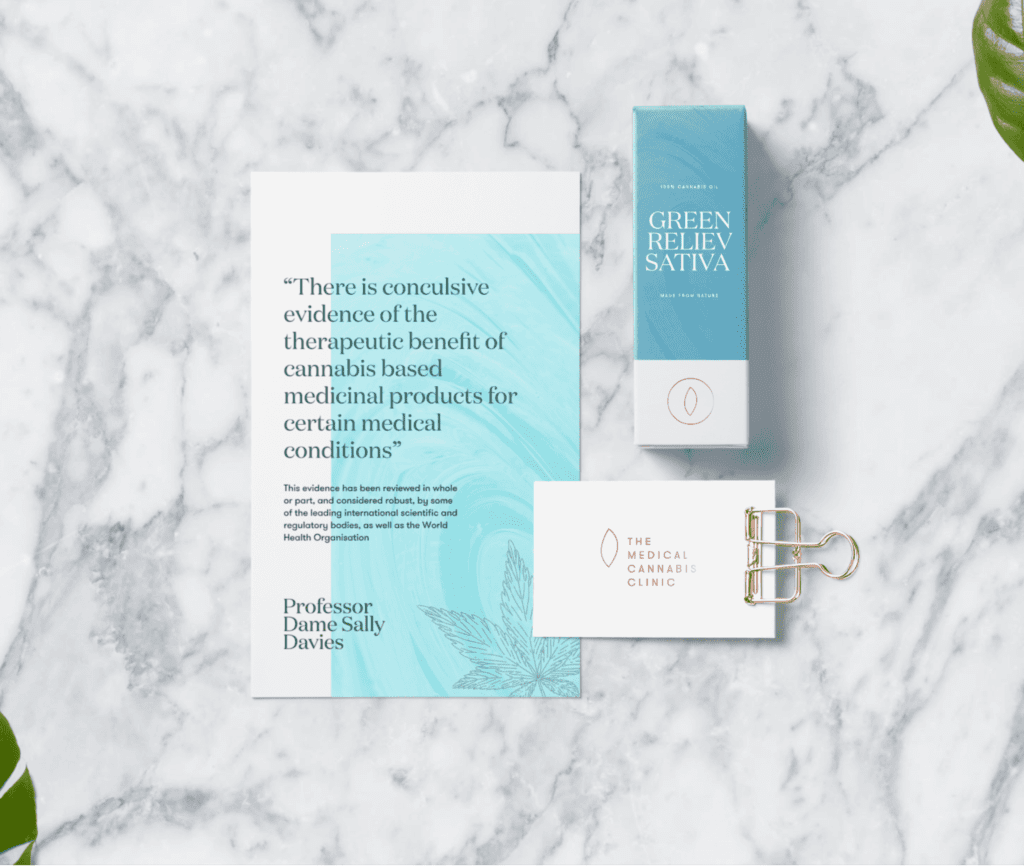 “There is conculsive
evidence of the
therapeutic benefit of
cannabis based
medicinal products for
certain medical
conditions”
This evidence has been reviewed in whole
or part, and considered robust, by some
of the leading international scientific and
regulatory bodies, as well as the World
Health Organisation
Professor
Dame Sally
Davies
CANNABIS OIL
GREEN
RELIEV
SATIVA
MADE FROM NATURE
THE
MEDICAL
CANNABIS
CLINIC